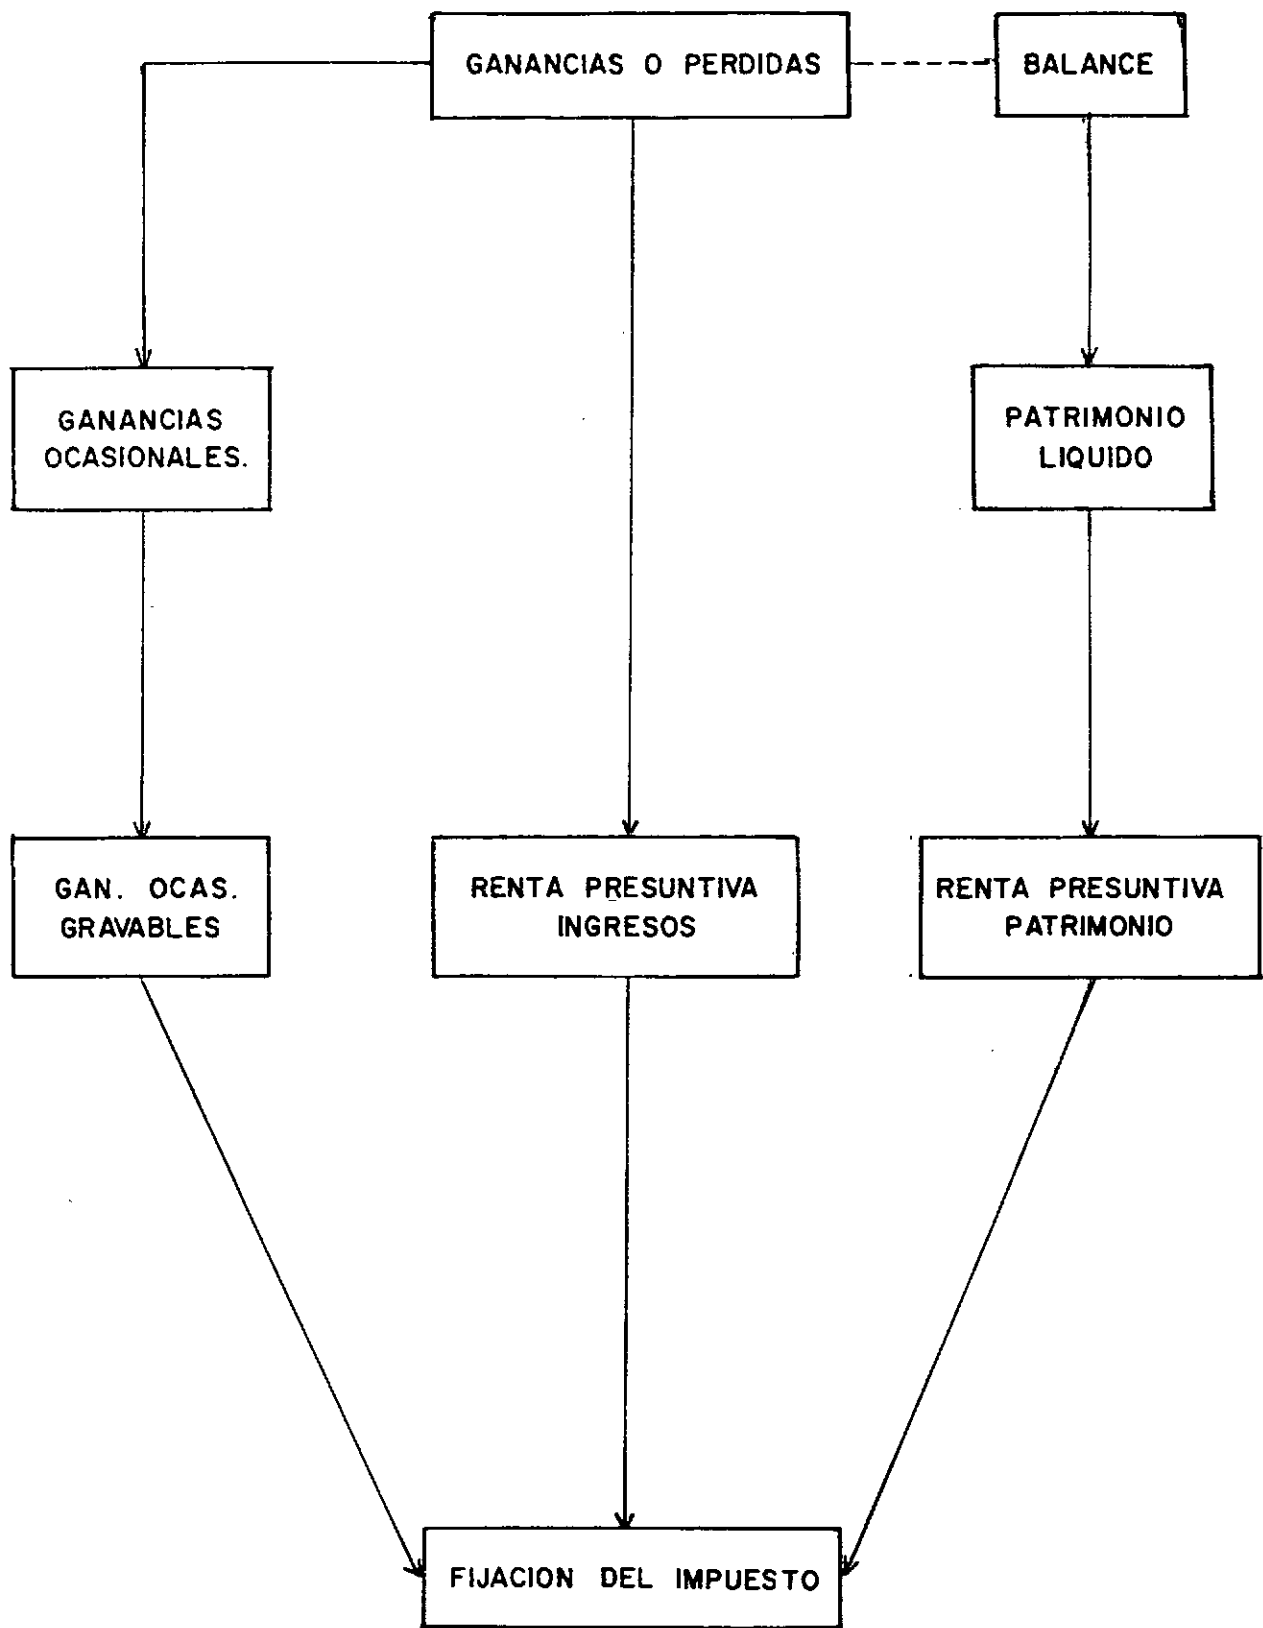 GANANCIAS O PERDIDAS
BALANCE
GANANCIAS
OCASIONALES.
PATRIMONIO
LIQUIDO
GAN. OCAS.
GRAVABLES
RENTA PRESUNTIVA
INGRESOS
RENTA PRESUNTIVA
PATRIMONIO
FIJACION DEL IMPUESTO